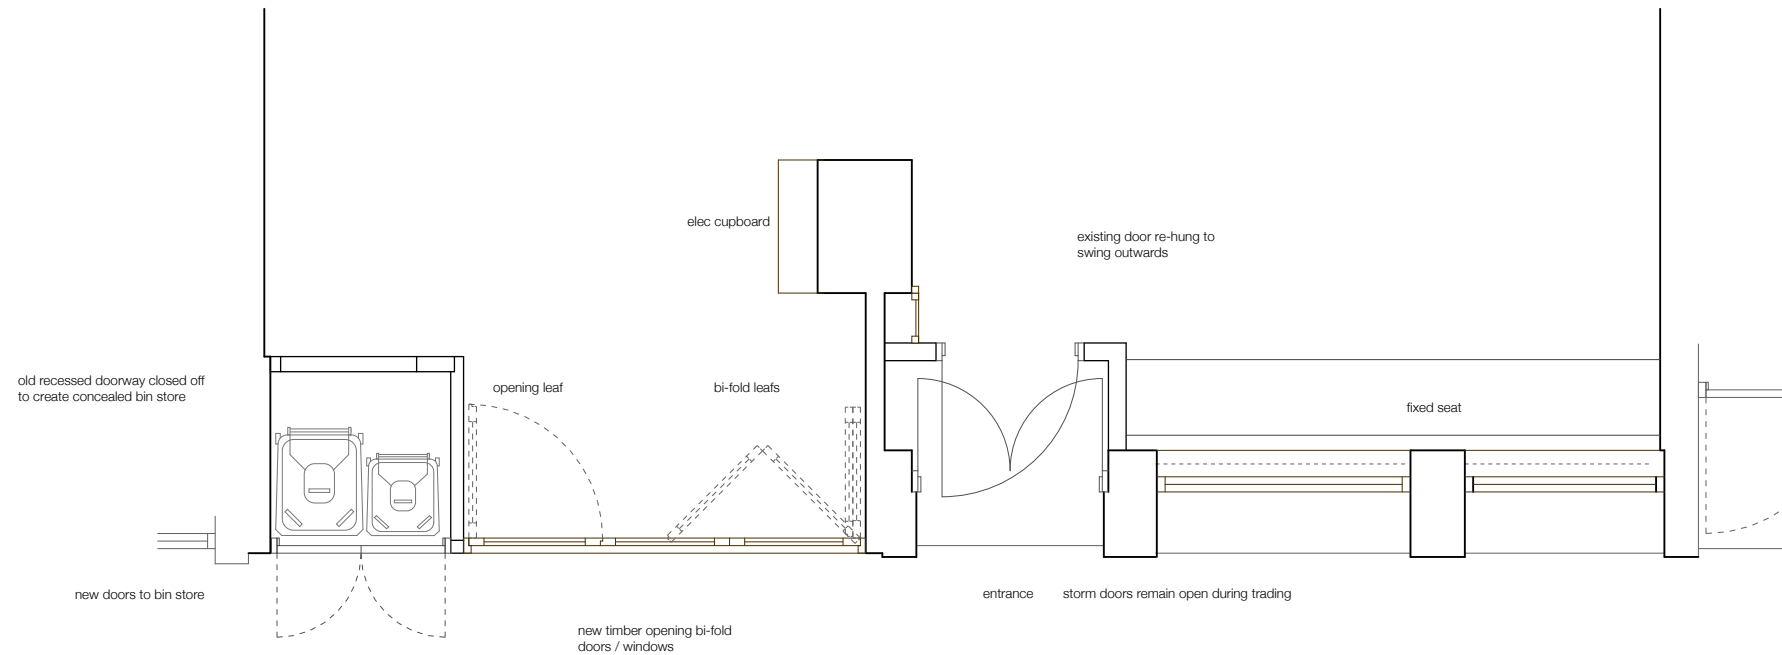 elec cupboard
existing door re-hung to
swing outwards
old recessed doorway closed off
to create concealed bin store
opening leaf
bi-fold leafs
fixed seat
new doors to bin store
entrance
storm doors remain open during trading
new timber opening bi-fold
doors / windows